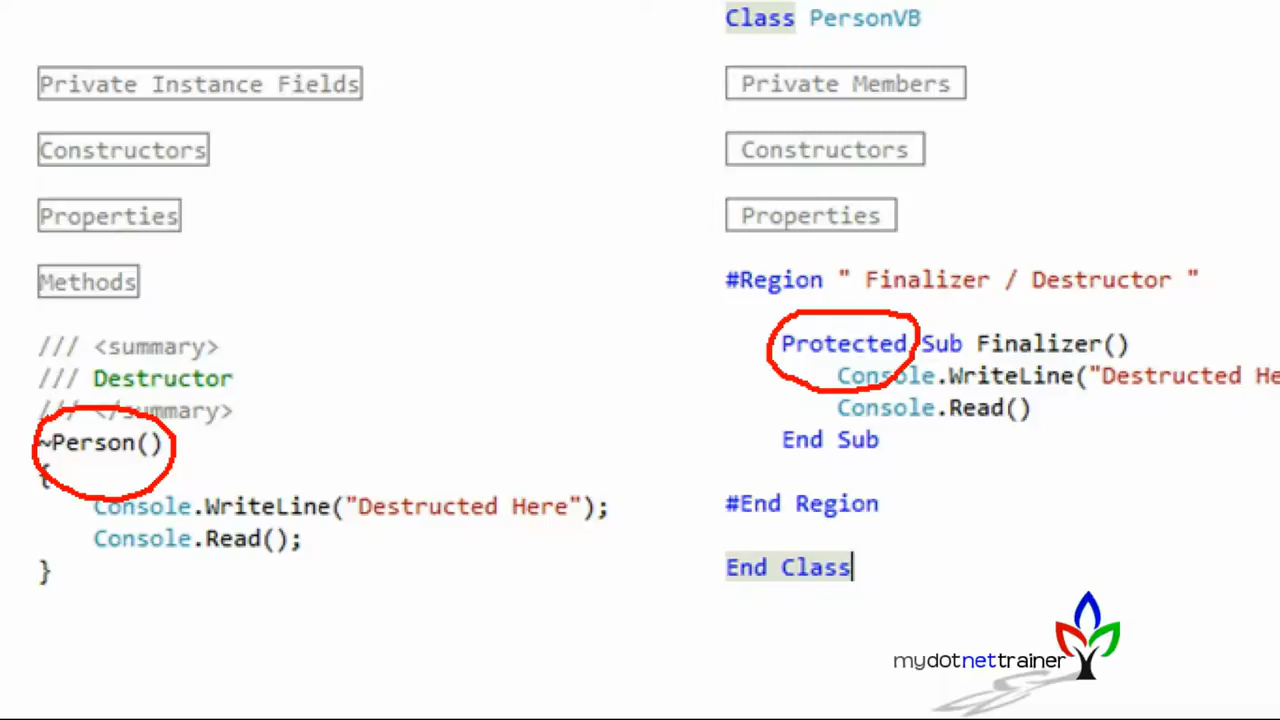 Private Instance Fields
Constructors
Properties
Methods
/// <summary>
/// Destructor
/// </summary>
~Person()
{
Console.WriteLine("Destructed Here");
Console.Read();
}
Class PersonVB
Private Members
Constructors
Properties
#Region " Finalizer / Destructor "
Protected Sub Finalizer()
Console.WriteLine("Destructed He
Console.Read()
End Sub
#End Region
End Class
mydotnettrainer